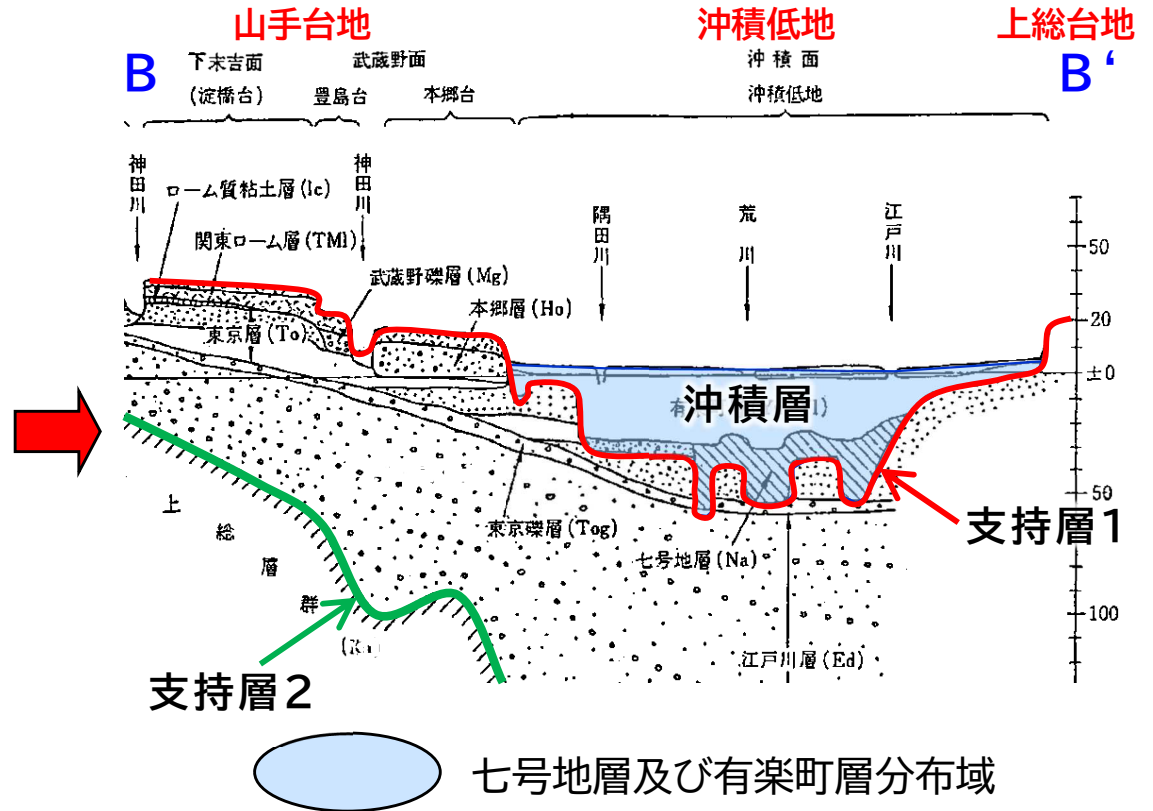 山手台地
沖積低地
上総台地
B
下末吉面
(淀橋台)
武蔵野面
豊島台
本郷台
沖積面
沖積低地
B‘
神田川
ローム質粘土層(lc)
関東ローム層(TMl)
神田川
武蔵野礫層(Mg)
本郷層(Ho)
東京層(To)
隅田川
荒川
江戸川
50
20
±0
50
100
沖積層
支持層1
東京礫層(Tog)
七号地層(Na)
江戸川層(Ed)
上総層群
支持層2
七号地層及び有楽町層分布域